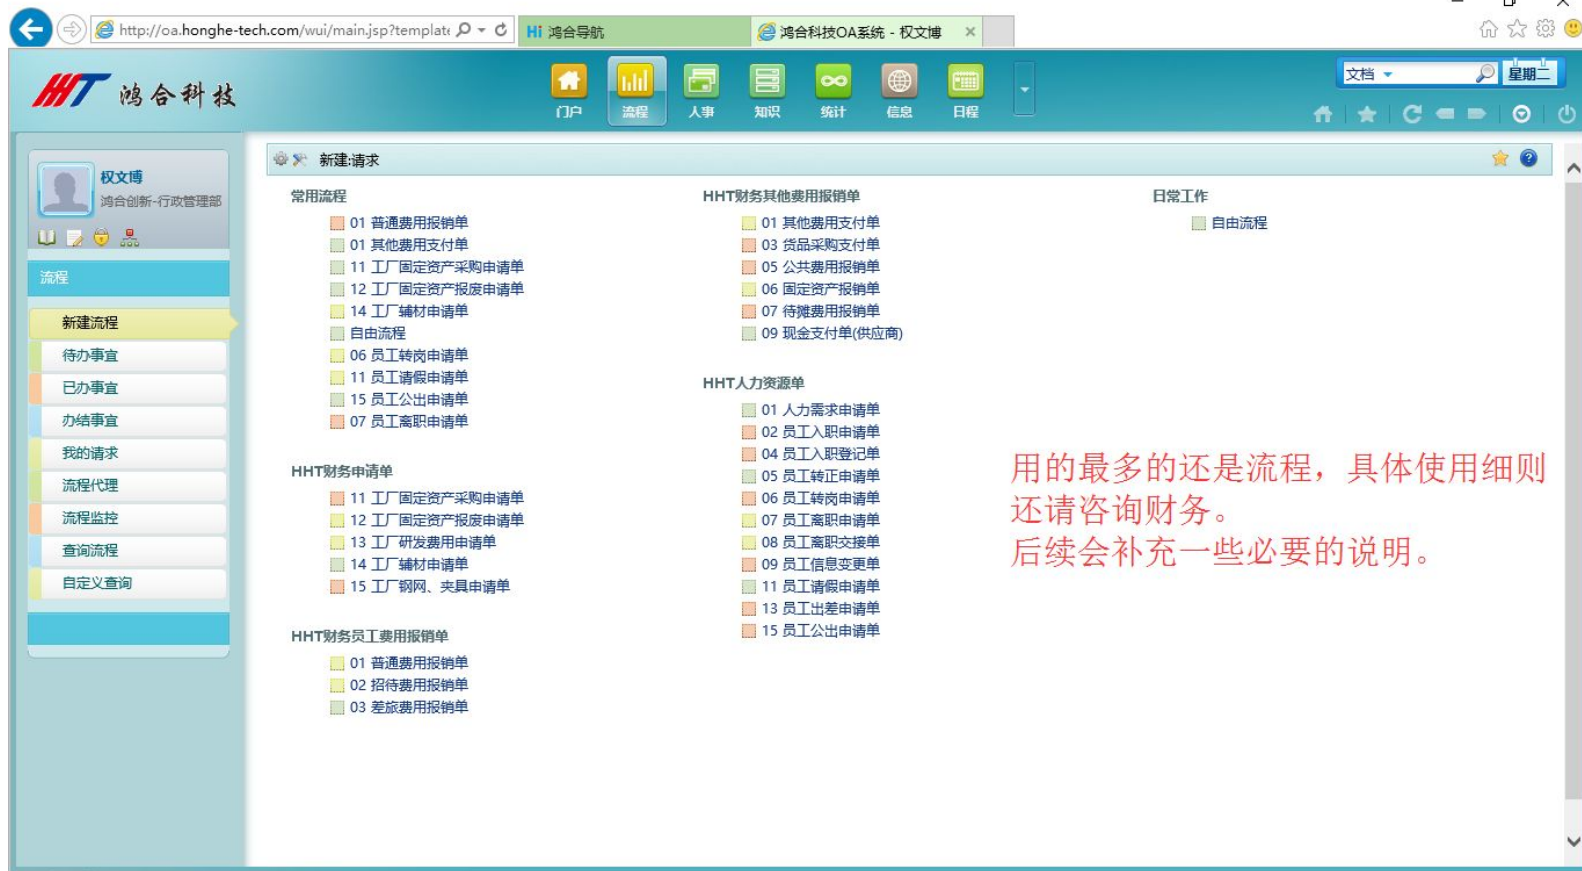 http://oa.honghe-tech.com/wui/main.jsp?templat
Hi 鸿合导航
鸿合科技OA系统 - 权文博
HHT 鸿合科技
门户
流程
人事
知识
统计
信息
日程
文档
星期二
权文博
鸿合创新-行政管理部
流程
新建流程
待办事宜
已办事宜
办结事宜
我的请求
流程代理
流程监控
查询流程
自定义查询
新建:请求
常用流程
01 普通费用报销单
01 其他费用支付单
11 工厂固定资产采购申请单
12 工厂固定资产报废申请单
14 工厂辅材申请单
自由流程
06 员工转岗申请单
11 员工请假申请单
15 员工公出申请单
07 员工离职申请单
HHT财务申请单
11 工厂固定资产采购申请单
12 工厂固定资产报废申请单
13 工厂研发费用申请单
14 工厂辅材申请单
15 工厂钢网、夹具申请单
HHT财务员工费用报销单
01 普通费用报销单
02 招待费用报销单
03 差旅费用报销单
HHT财务其他费用报销单
01 其他费用支付单
03 货品采购支付单
05 公共费用报销单
06 固定资产报销单
07 待摊费用报销单
09 现金支付单(供应商)
HHT人力资源单
01 人力需求申请单
02 员工入职申请单
04 员工入职登记单
05 员工转正申请单
06 员工转岗申请单
07 员工离职申请单
08 员工离职交接单
09 员工信息变更单
11 员工请假申请单
13 员工出差申请单
15 员工公出申请单
日常工作
自由流程
用的最多的还是流程，具体使用细则
还请咨询财务。
后续会补充一些必要的说明。